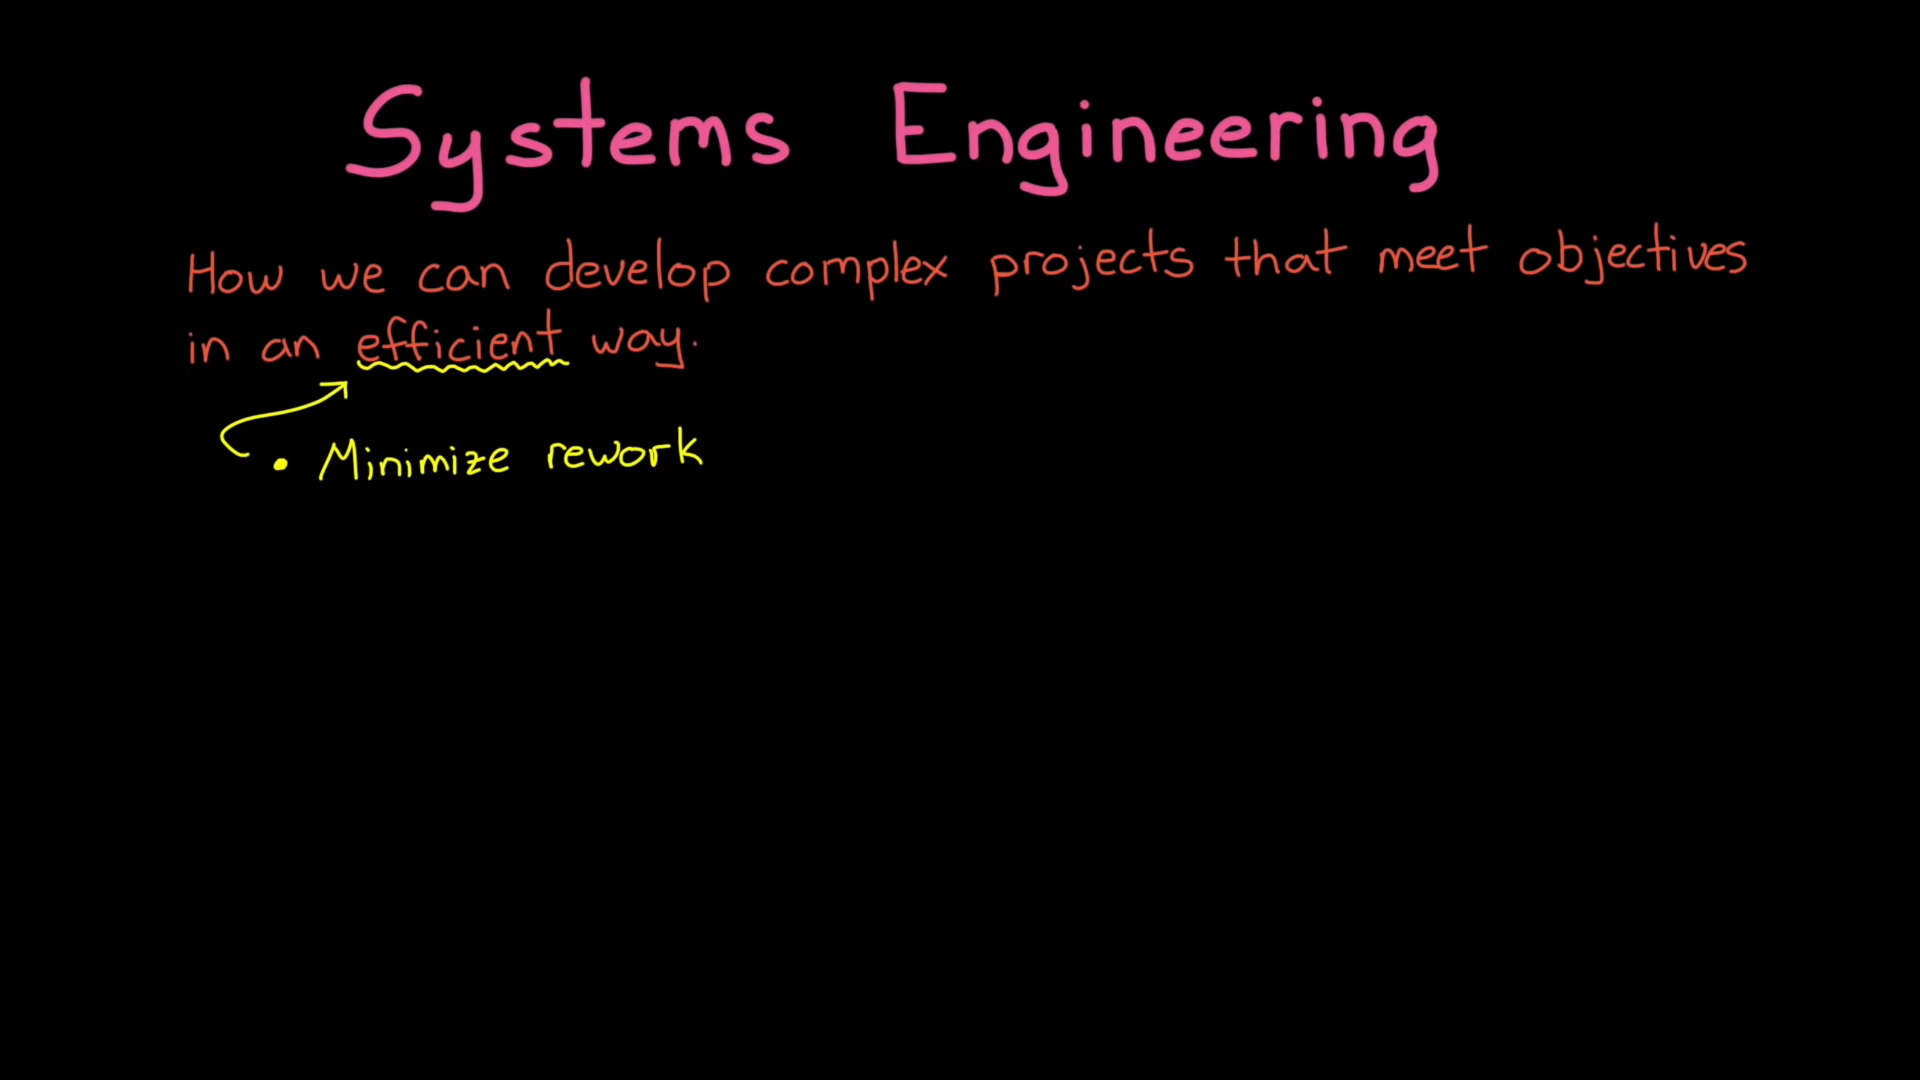 Systems Engineering
How we can develop complex projects that meet objectives
in an efficient way.
• Minimize rework